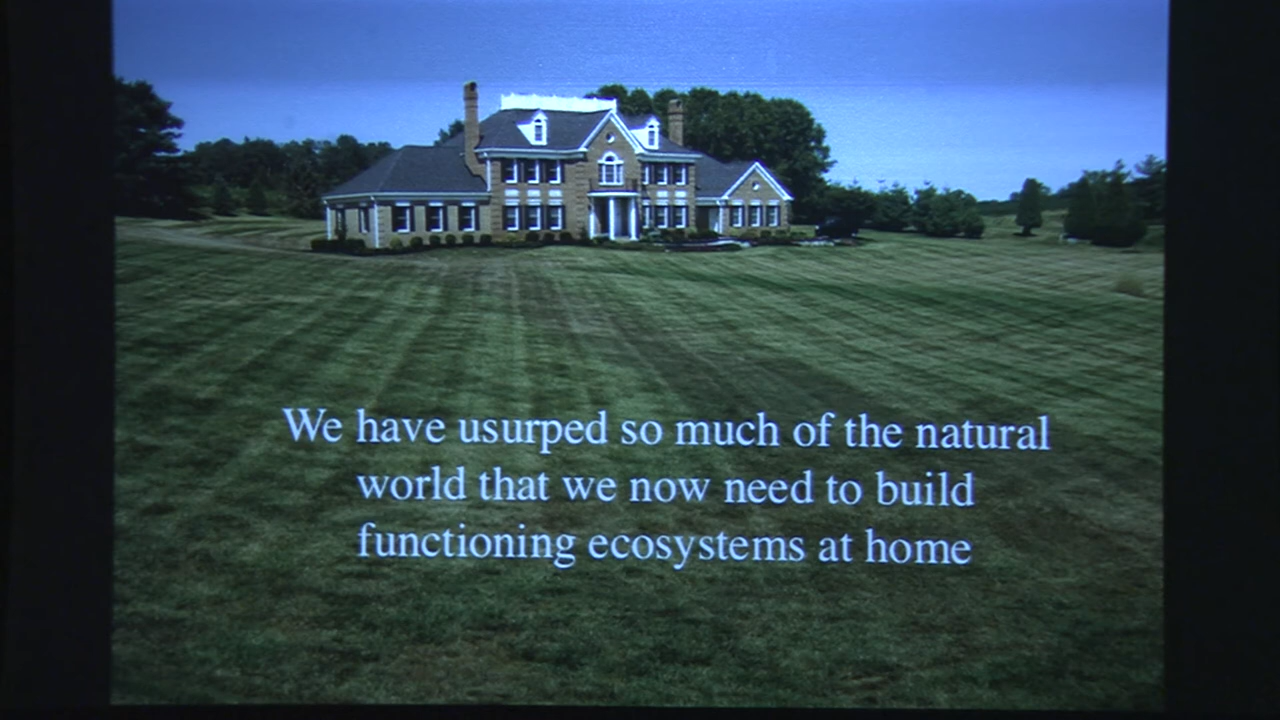 We have usurped so much of the natural
world that we now need to build
functioning ecosystems at home